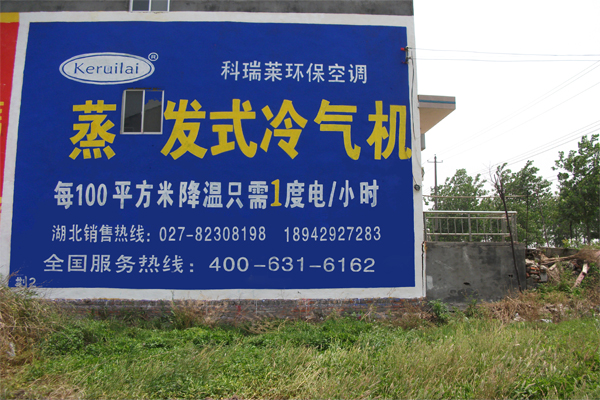 Keruilai®
科瑞莱环保空调
蒸发式冷气机
每100平方米降温只需1度电/小时
湖北销售热线：027-82308198 18942927283
全国服务热线：400-631-6162